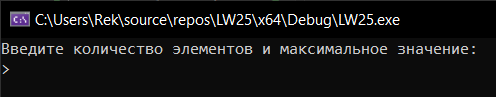 C:\Users\Rek\source\repos\LW25\x64\Debug\LW25.exe
Введите количество элементов и максимальное значение:
>